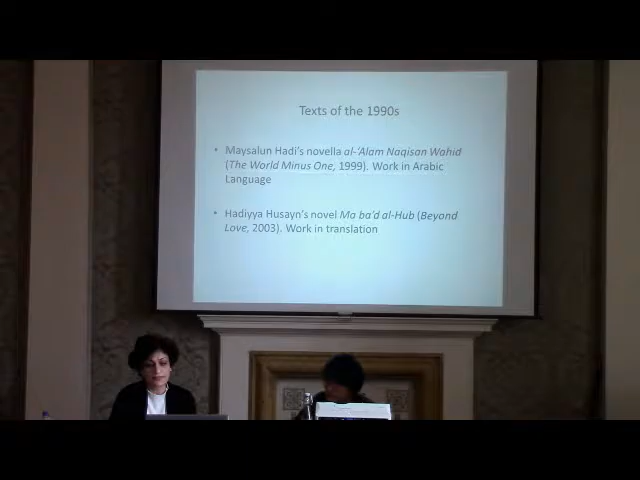 Texts of the 1990s
• Maysalun Hadi's novella al-'Alam Naqisan Wahid
(The World Minus One, 1999). Work in Arabic
Language
• Hadiyya Husayn's novel Ma ba'd al-Hub (Beyond
Love, 2003). Work in translation